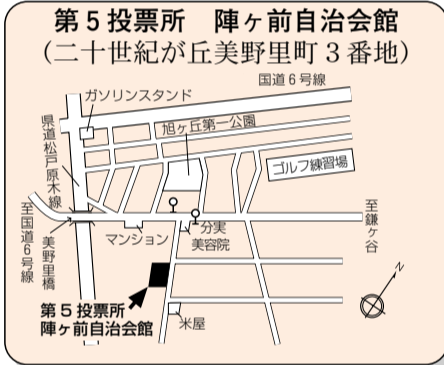 第5投票所 陣ヶ前自治会館
(二十世紀が丘美野里町3番地)
国道6号線
ガソリンスタンド
県道松戸原木線
旭ヶ丘第一公園
ゴルフ練習場
至国道6号線
美野里橋
マンション
分実
美容院
至鎌ヶ谷
第5投票所
陣ヶ前自治会館
米屋
N